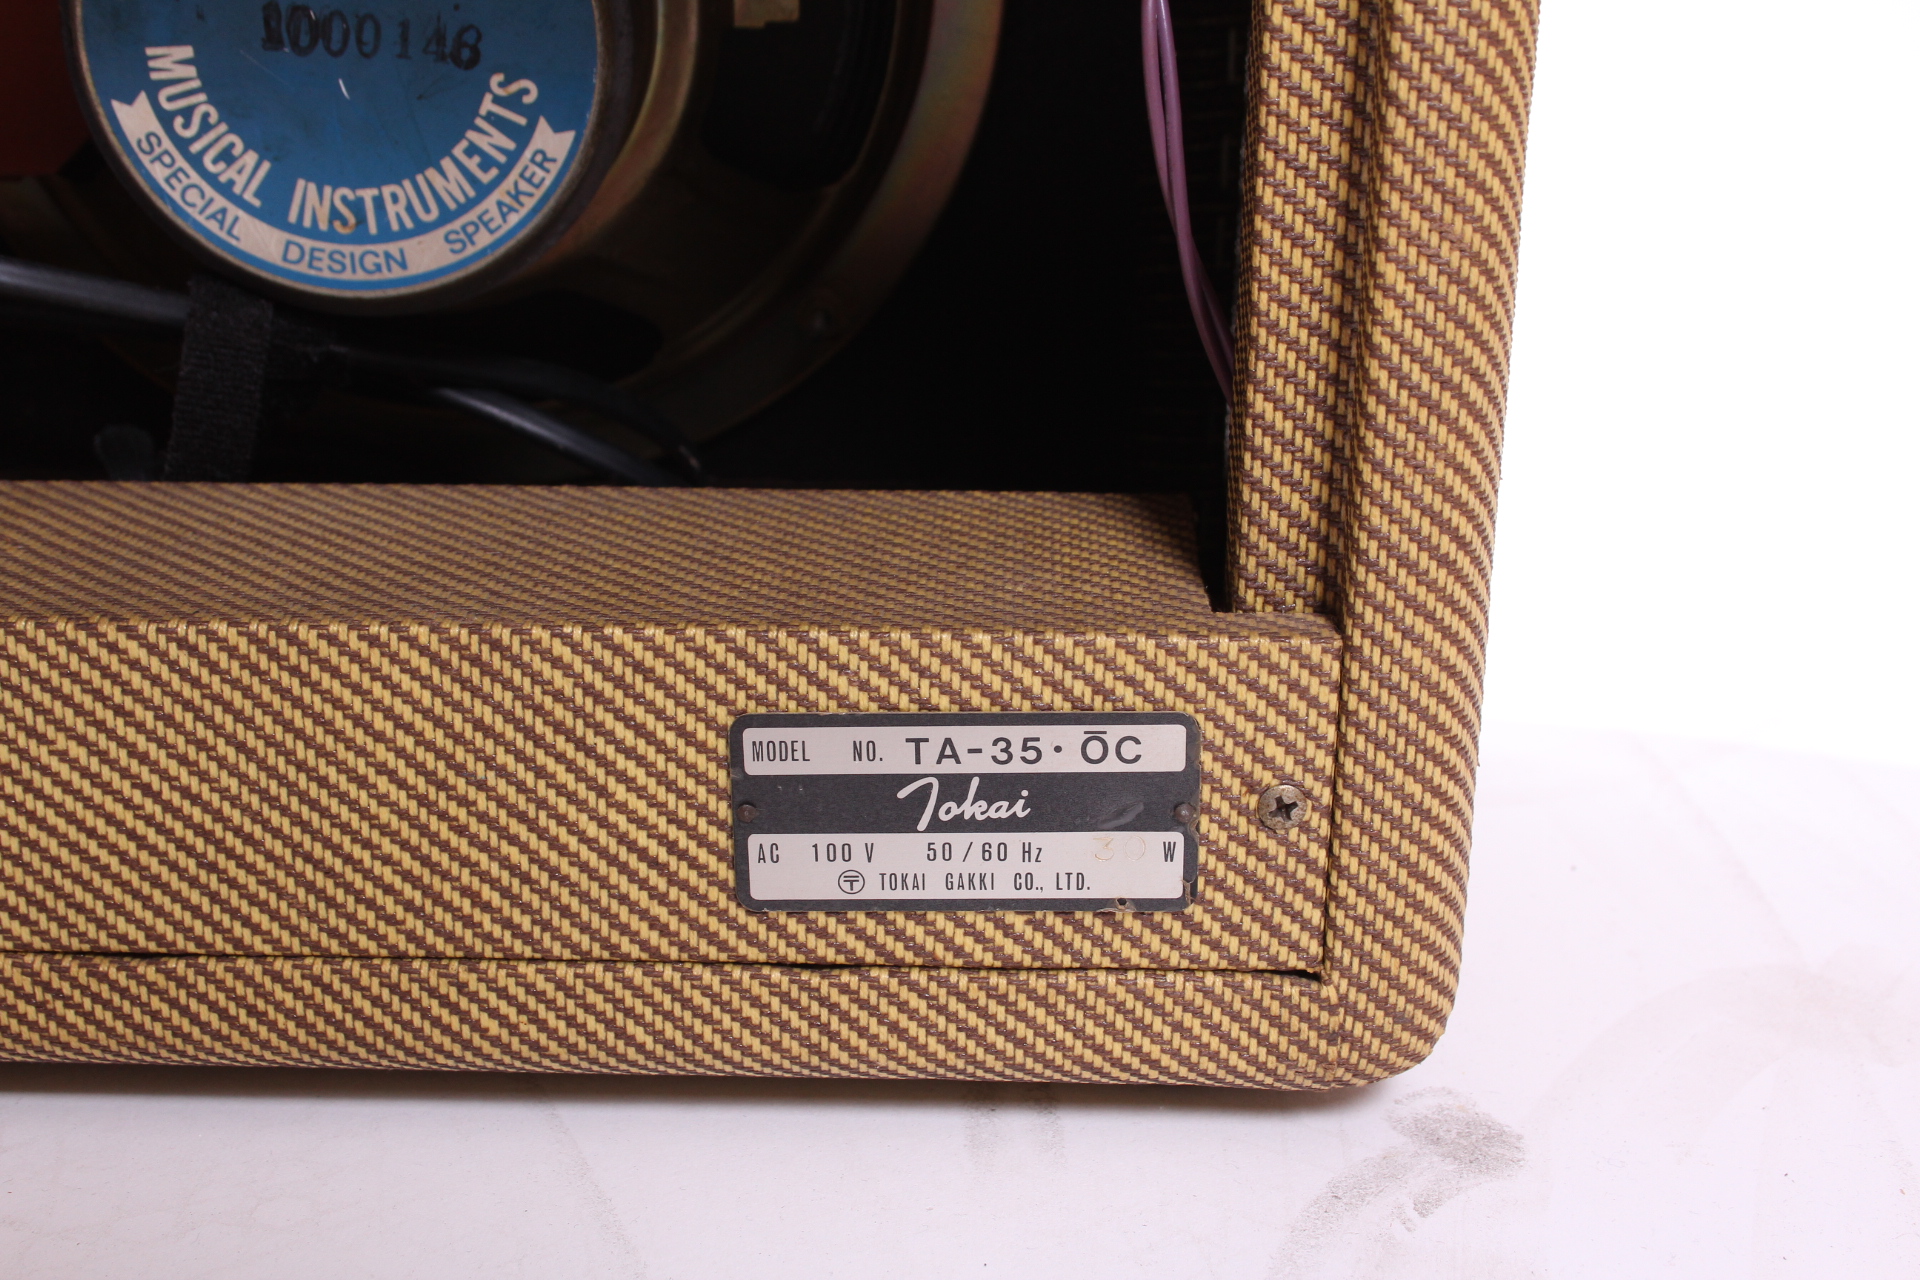 1000146
MUSICAL INSTRUMENTS
SPECIAL DESIGN SPEAKER
MODEL NO. TA-35・ŌC
Tokai
AC 100 V 50/60 Hz 30 W
〶 TOKAI GAKKI CO., LTD.